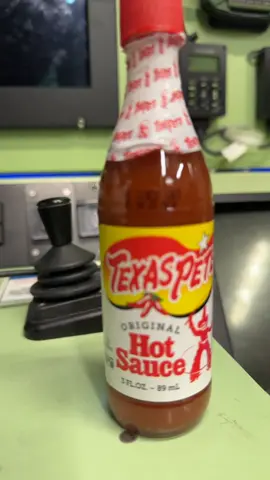 TEXAS PETE
ORIGINAL
Hot
Sauce
3 FL.OZ. - 89 mL